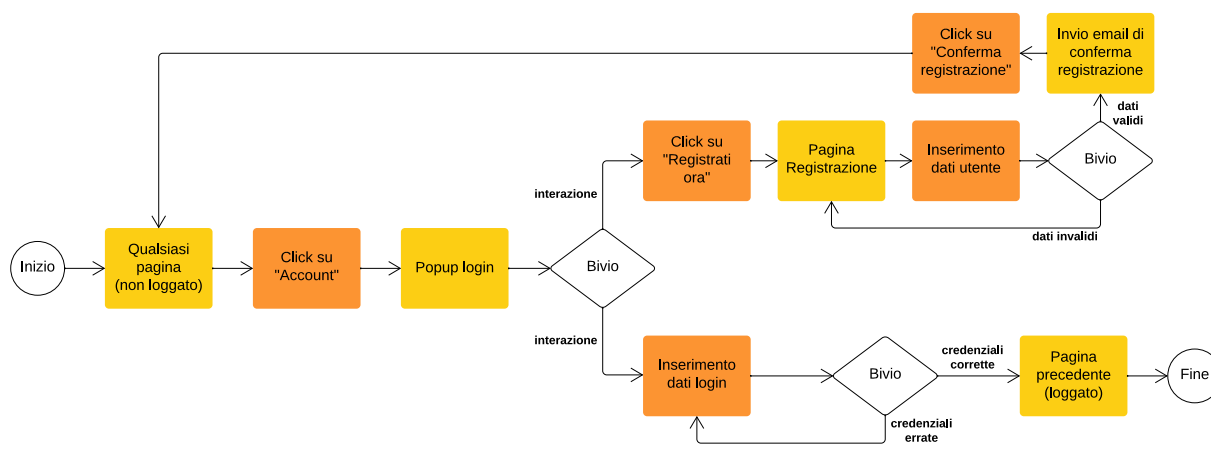 Click su
"Conferma
registrazione"
Invio email di
conferma
registrazione
dati
validi
Click su
"Registrati
ora"
Pagina
Registrazione
Inserimento
dati utente
Bivio
interazione
dati invalidi
Inizio
Qualsiasi
pagina
(non loggato)
Click su
"Account"
Popup login
Bivio
interazione
Inserimento
dati login
Bivio
credenziali
corrette
Pagina
precedente
(loggato)
Fine
credenziali
errate